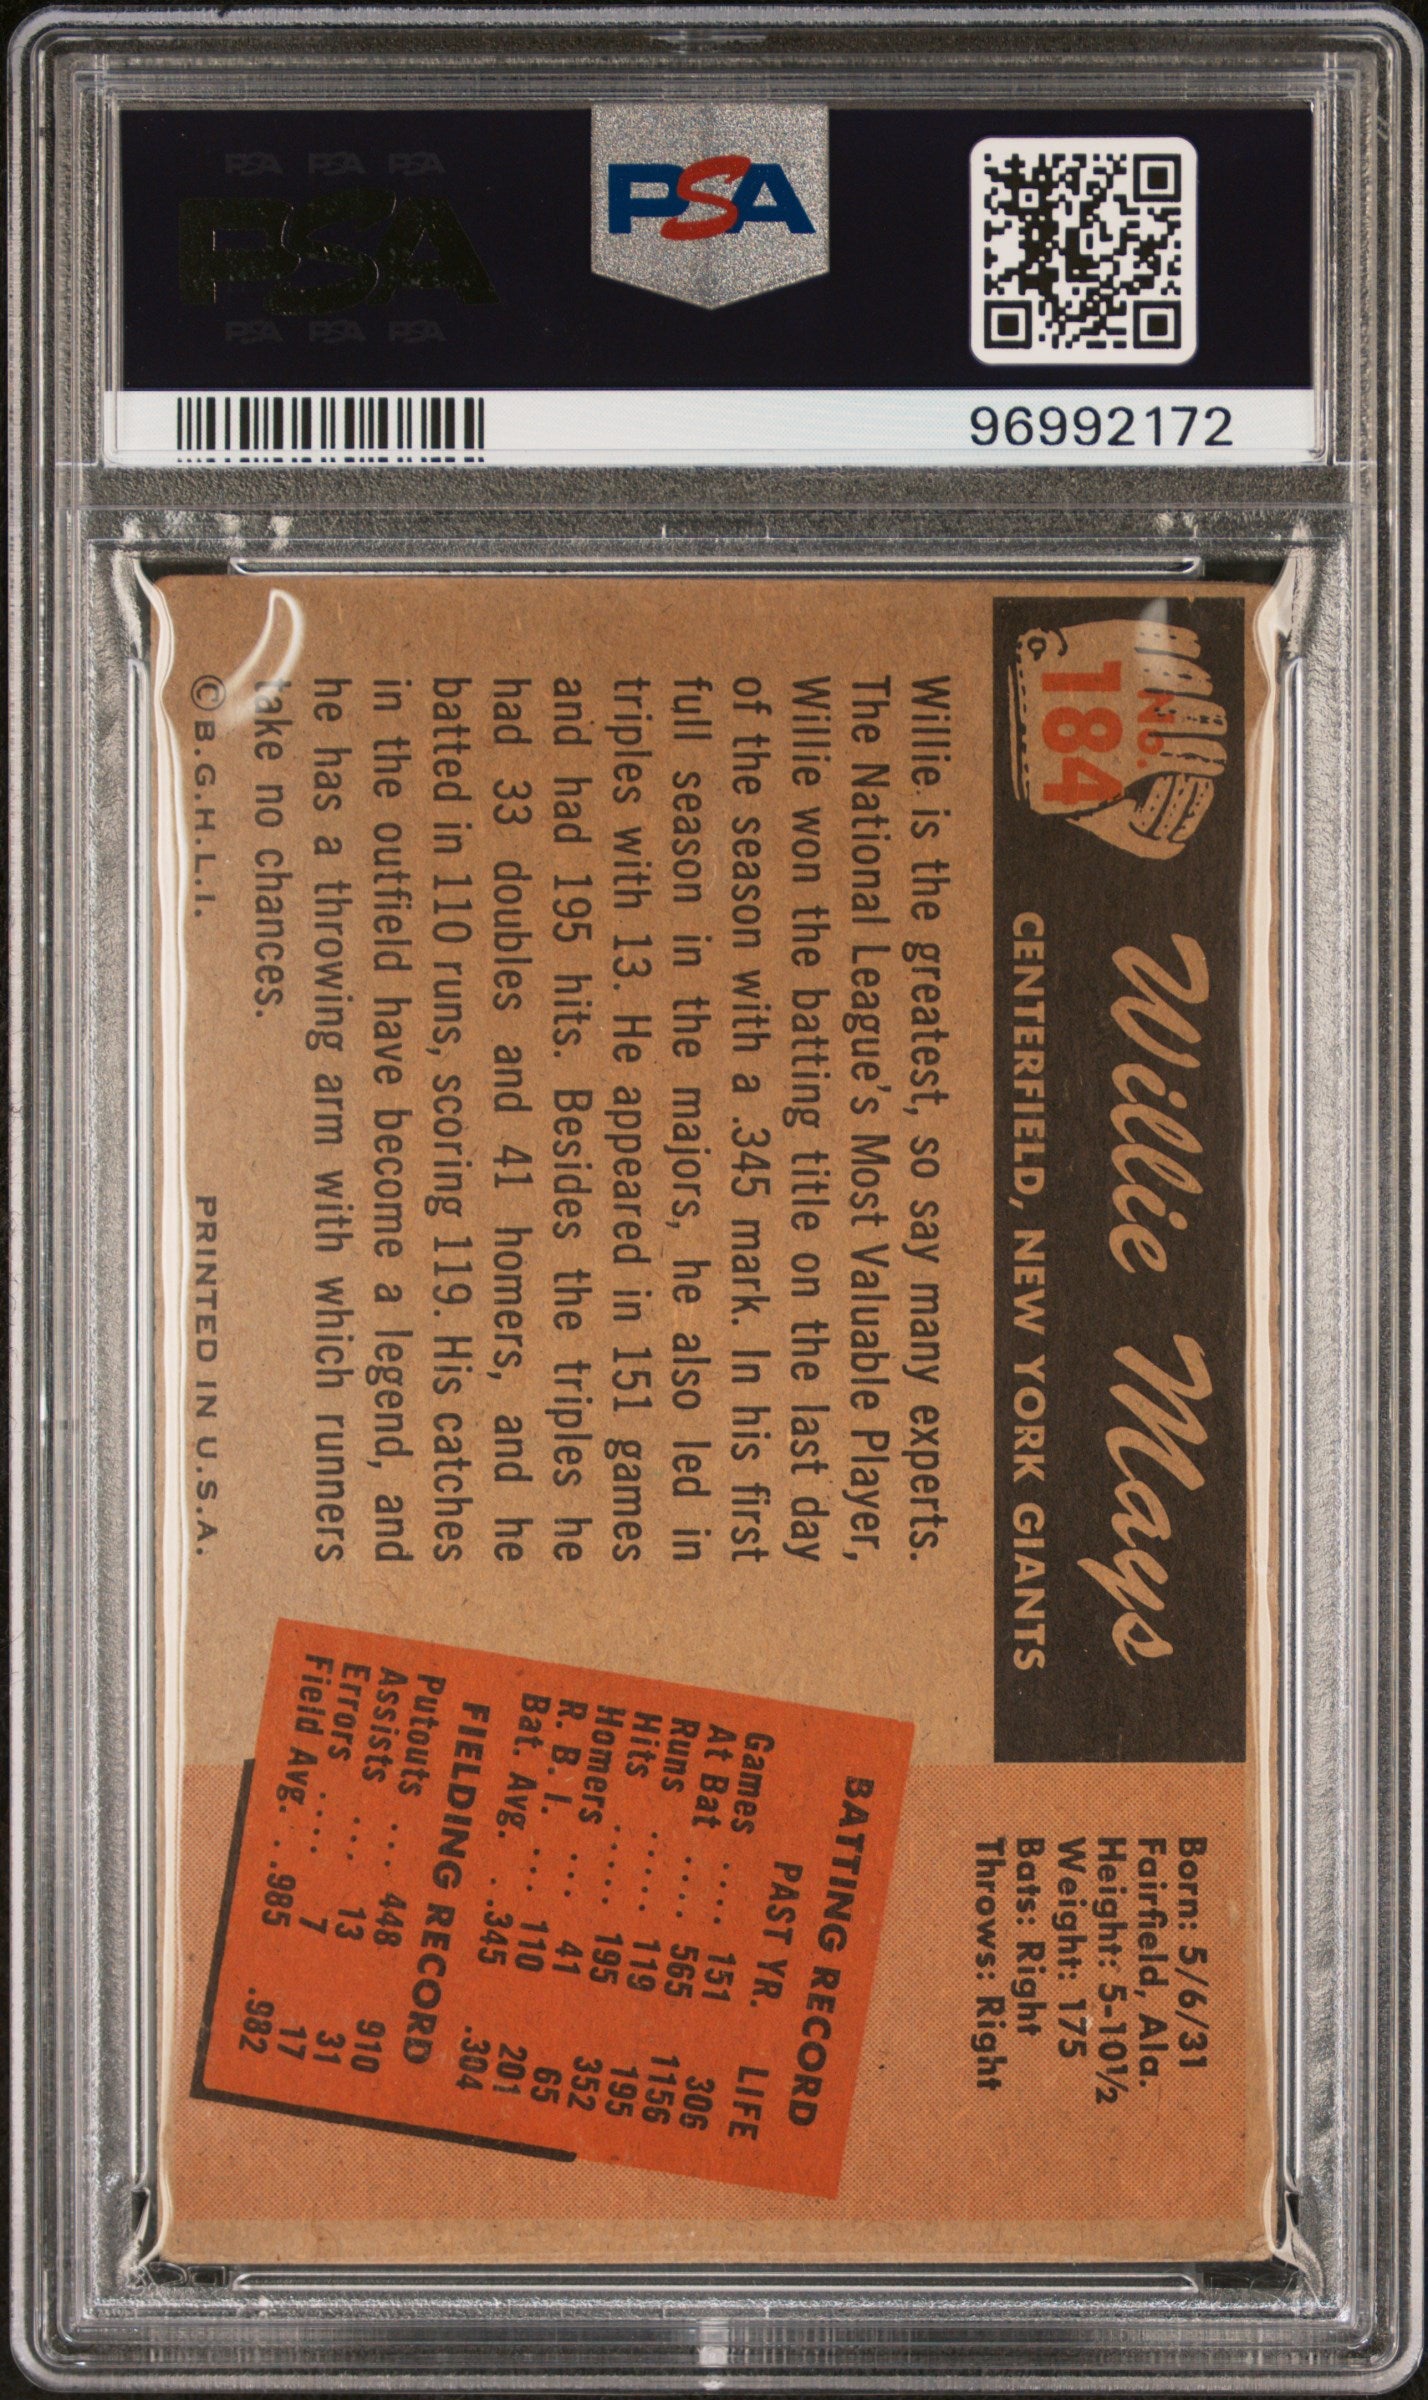 PSA PSA PSA
PSA
PSA PSA PSA
PSA
96992172
No.
184
Willie Mays
CENTERFIELD, NEW YORK GIANTS
Born: 5/6/31
Fairfield, Ala.
Height: 5-10½
Weight: 175
Bats: Right
Throws: Right
Willie is the greatest, so say many experts.
The National League's Most Valuable Player,
Willie won the batting title on the last day
of the season with a .345 mark. In his first
full season in the majors, he also led in
triples with 13. He appeared in 151 games
and had 195 hits. Besides the triples he
had 33 doubles and 41 homers, and he
batted in 110 runs, scoring 119. His catches
in the outfield have become a legend, and
he has a throwing arm with which runners
take no chances.
BATTING RECORD
PAST YR. LIFE
Games .... 151 306
At Bat .... 565 1156
Runs ..... 119 195
Hits ..... 195 352
Homers ... 41 65
R. B. I. ... 110 201
Bat. Avg. ..345 .304
FIELDING RECORD
Putouts ... 448 910
Assists ... 13 31
Errors .... 7 17
Field Avg. ..985 .982
© B.G.H.L.I. PRINTED IN U.S.A.